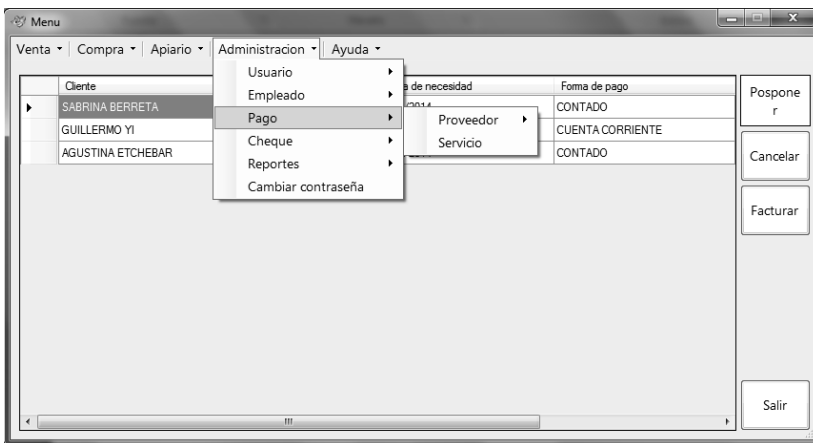 Menu
Venta Compra Apiario Administracion Ayuda
Cliente a de necesidad Forma de pago
SABRINA BERRETA /2014 CONTADO
GUILLERMO YI CUENTA CORRIENTE
AGUSTINA ETCHEBAR CONTADO
Usuario
Empleado
Pago
Cheque
Reportes
Cambiar contraseña
Proveedor
Servicio
Pospone
r
Cancelar
Facturar
Salir